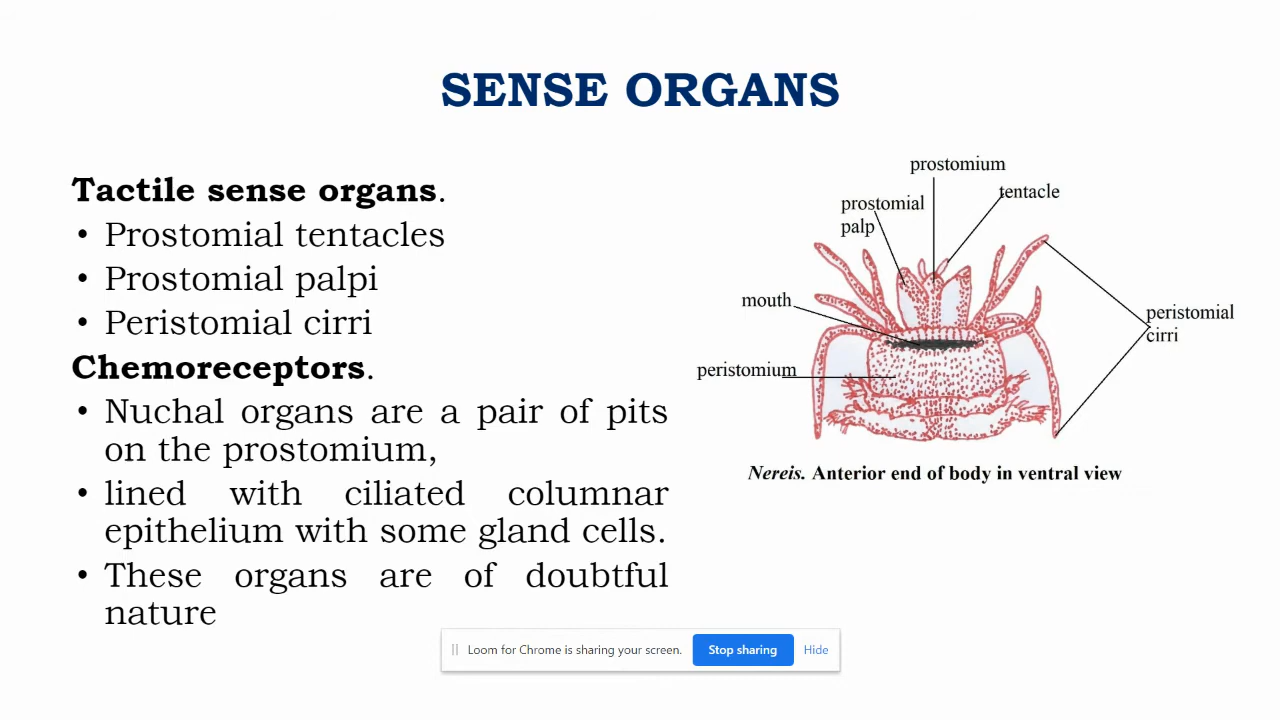 SENSE ORGANS
Tactile sense organs.
• Prostomial tentacles
• Prostomial palpi
• Peristomial cirri
Chemoreceptors.
• Nuchal organs are a pair of pits
on the prostomium,
• lined with ciliated columnar
epithelium with some gland cells.
• These organs are of doubtful
nature
prostomium
tentacle
prostomial
palp
mouth
peristomial
cirri
peristomium
Nereis. Anterior end of body in ventral view
Loom for Chrome is sharing your screen. Stop sharing Hide